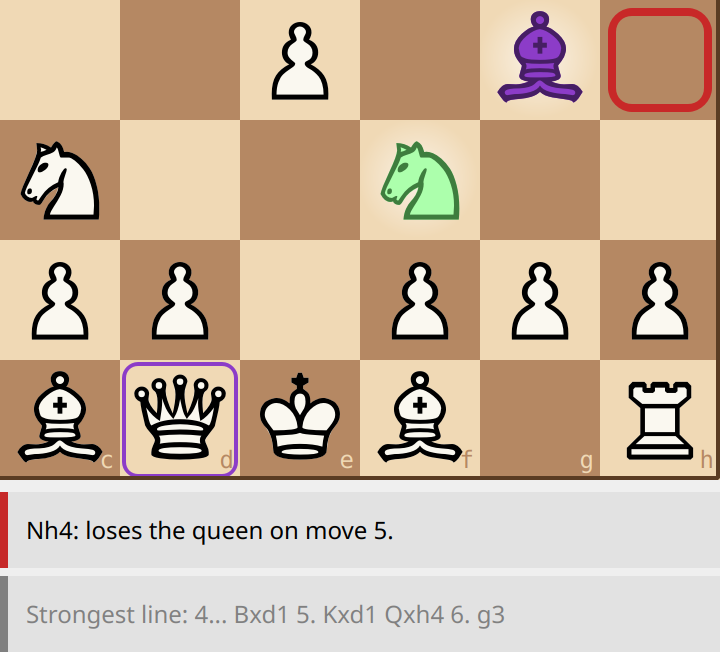 c d e f g h
Nh4: loses the queen on move 5.
Strongest line: 4... Bxd1 5. Kxd1 Qxh4 6. g3